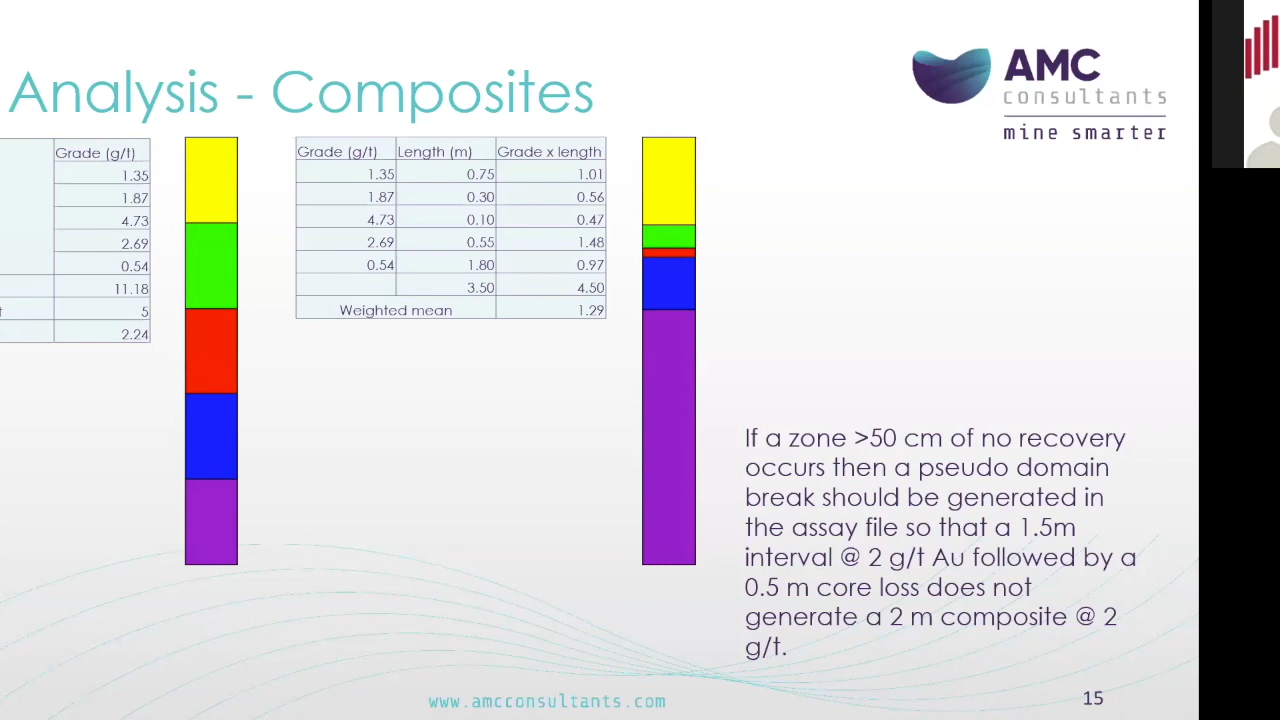 Analysis - Composites
AMC
consultants
mine smarter
Grade (g/t)
1.35
1.87
4.73
2.69
0.54
11.18
t 5
2.24
Grade (g/t) Length (m) Grade x length
1.35 0.75 1.01
1.87 0.30 0.56
4.73 0.10 0.47
2.69 0.55 1.48
0.54 1.80 0.97
3.50 4.50
Weighted mean 1.29
If a zone >50 cm of no recovery
occurs then a pseudo domain
break should be generated in
the assay file so that a 1.5m
interval @ 2 g/t Au followed by a
0.5 m core loss does not
generate a 2 m composite @ 2
g/t.
www.amcconsultants.com
15